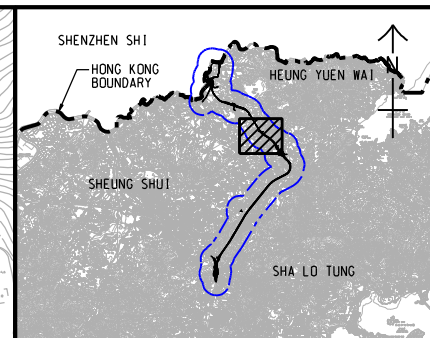 SHENZHEN SHI
HONG KONG
BOUNDARY
HEUNG YUEN WAI
N
SHEUNG SHUI
SHA LO TUNG